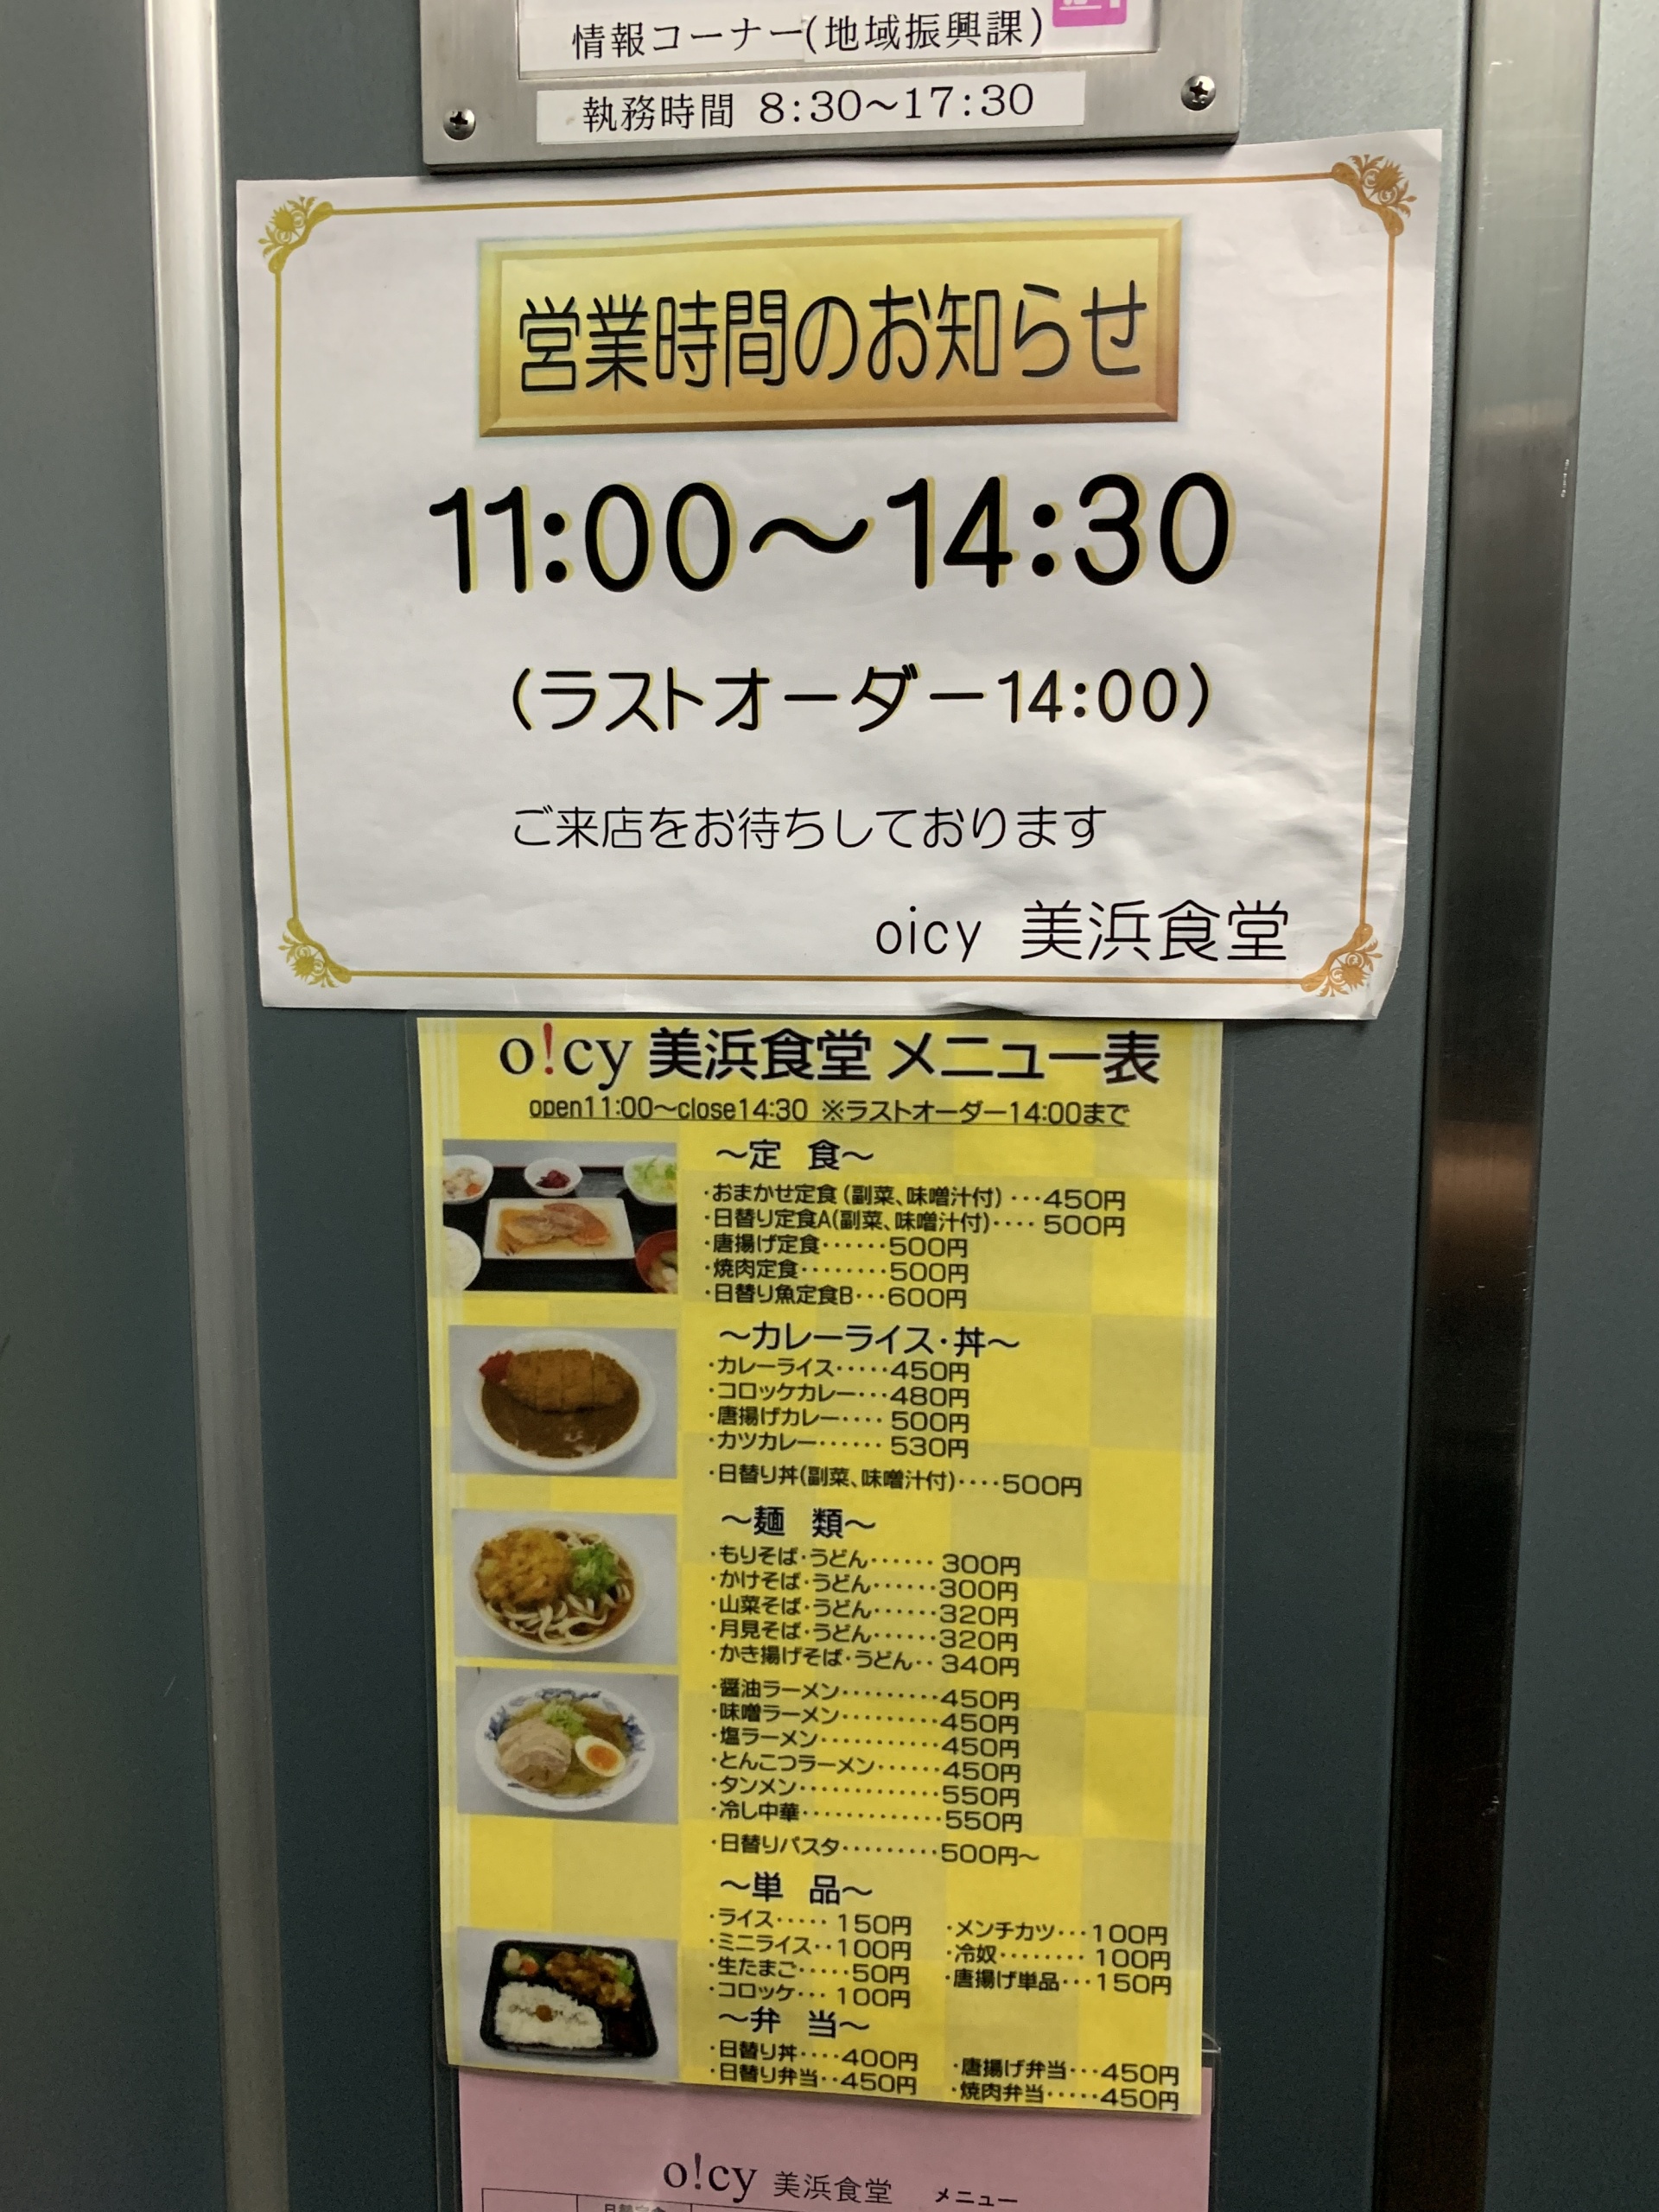 情報コーナー(地域振興課)
執務時間 8:30～17:30
営業時間のお知らせ
11:00～14:30
(ラストオーダー14:00)
ご来店をお待ちしております
oicy 美浜食堂
o!cy 美浜食堂 メニュー表
open11:00～close14:30 ※ラストオーダー14:00まで
～定 食～
・おまかせ定食(副菜、味噌汁付)・・・450円
・日替り定食A(副菜、味噌汁付)・・・・500円
・唐揚げ定食・・・・・・500円
・焼肉定食・・・・・・・・500円
・日替り魚定食B・・・600円
～カレーライス・丼～
・カレーライス・・・・・450円
・コロッケカレー・・・480円
・唐揚げカレー・・・・500円
・カツカレー・・・・・・530円
・日替り丼(副菜、味噌汁付)・・・・500円
～麺 類～
・もりそば・うどん・・・・・・300円
・かけそば・うどん・・・・・・300円
・山菜そば・うどん・・・・・・320円
・月見そば・うどん・・・・・・320円
・かき揚げそば・うどん・・340円
・醤油ラーメン・・・・・・・・・450円
・味噌ラーメン・・・・・・・・・450円
・塩ラーメン・・・・・・・・・・・450円
・とんこつラーメン・・・・・・450円
・タンメン・・・・・・・・・・・・・550円
・冷し中華・・・・・・・・・・・・・550円
・日替りパスタ・・・・・・・・・500円～
～単 品～
・ライス・・・・・150円 ・メンチカツ・・・100円
・ミニライス・・100円 ・冷奴・・・・・・・・100円
・生たまご・・・・・50円 ・唐揚げ単品・・・150円
・コロッケ・・・100円
～弁 当～
・日替り丼・・・・400円 ・唐揚げ弁当・・・450円
・日替り弁当・・450円 ・焼肉弁当・・・・・450円
o!cy 美浜食堂 メニュー